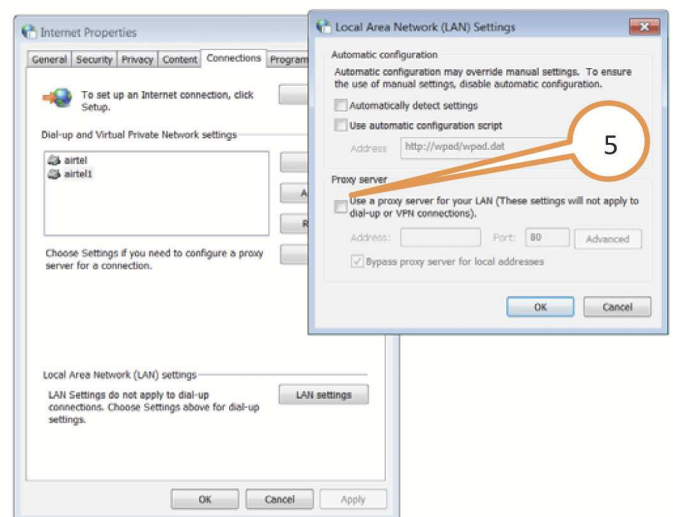 Internet Properties
General Security Privacy Content Connections Program
To set up an Internet connection, click
Setup.
Dial-up and Virtual Private Network settings
airtel
airtel1
A
R
Choose Settings if you need to configure a proxy
server for a connection.
Local Area Network (LAN) settings
LAN Settings do not apply to dial-up
connections. Choose Settings above for dial-up
settings.
LAN settings
OK Cancel Apply
Local Area Network (LAN) Settings
Automatic configuration
Automatic configuration may override manual settings. To ensure
the use of manual settings, disable automatic configuration.
Automatically detect settings
Use automatic configuration script
Address http://wpad/wpad.dat
5
Proxy server
Use a proxy server for your LAN (These settings will not apply to
dial-up or VPN connections).
Address: Port: 80 Advanced
Bypass proxy server for local addresses
OK Cancel